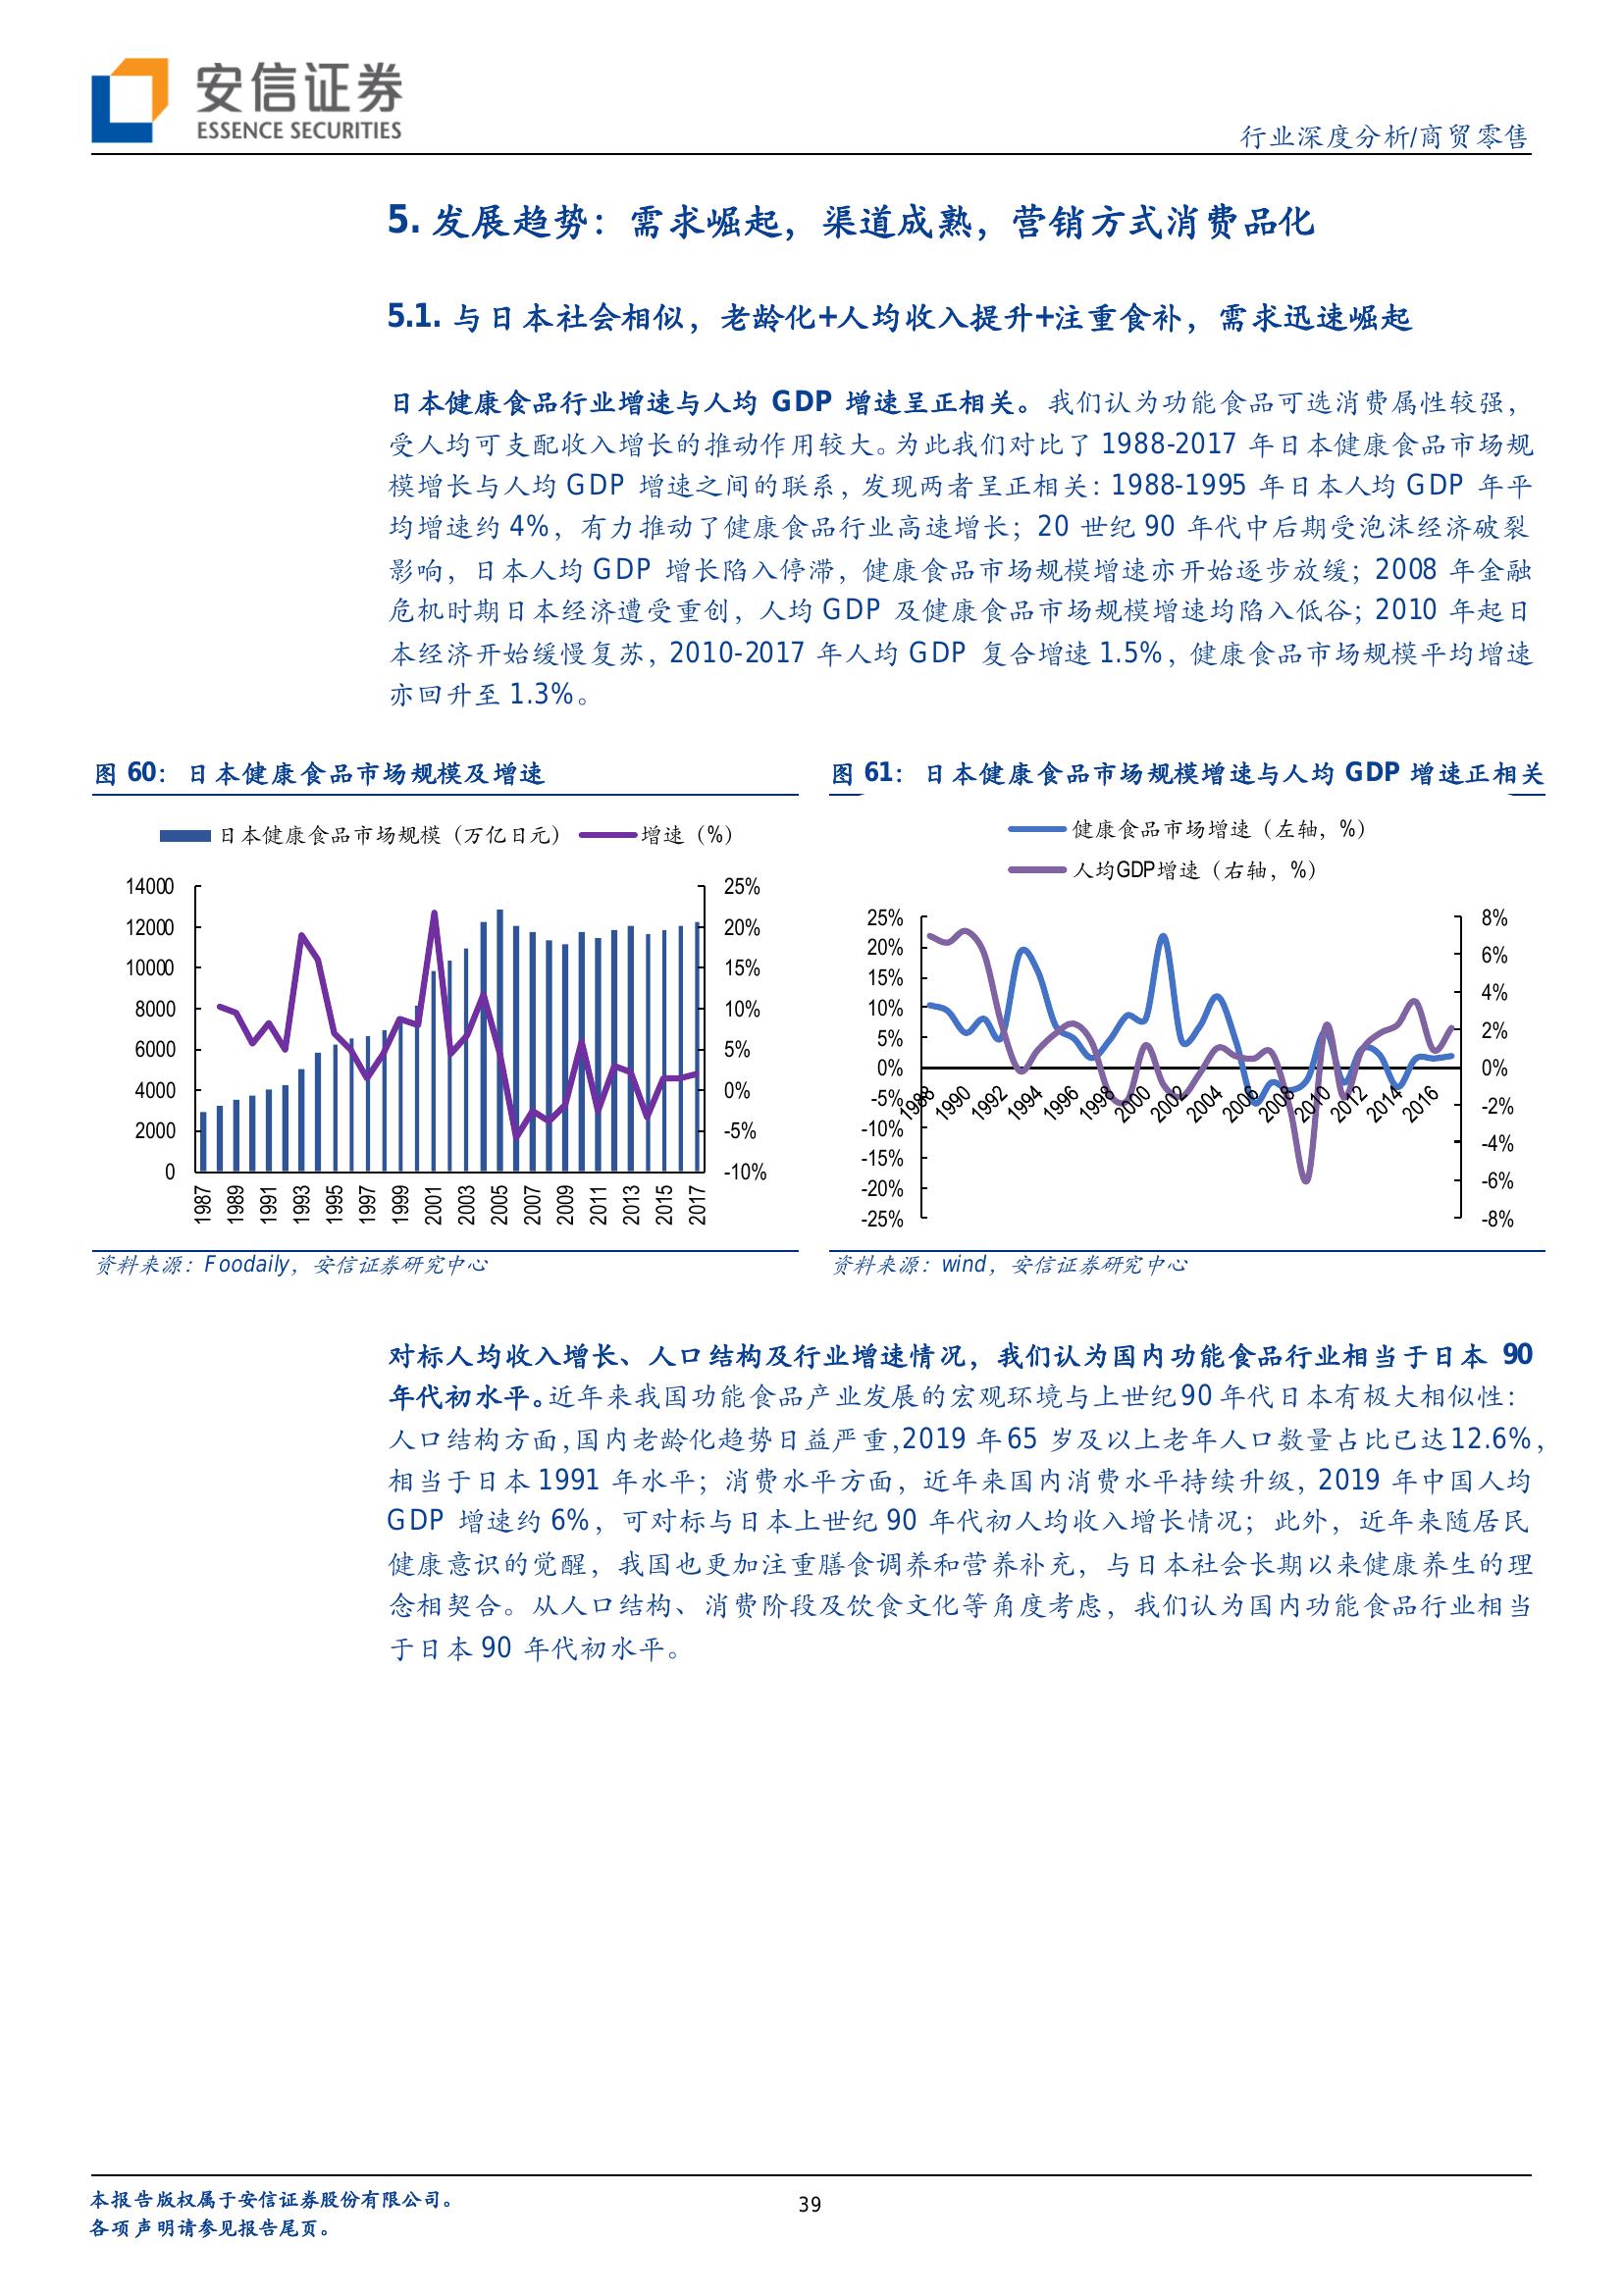 安信证券
ESSENCE SECURITIES
行业深度分析/商贸零售
5. 发展趋势：需求崛起，渠道成熟，营销方式消费品化
5.1. 与日本社会相似，老龄化+人均收入提升+注重食补，需求迅速崛起
日本健康食品行业增速与人均 GDP 增速呈正相关。我们认为功能食品可选消费属性较强，
受人均可支配收入增长的推动作用较大。为此我们对比了 1988-2017 年日本健康食品市场规
模增长与人均 GDP 增速之间的联系，发现两者呈正相关：1988-1995 年日本人均 GDP 年平
均增速约 4%，有力推动了健康食品行业高速增长；20 世纪 90 年代中后期受泡沫经济破裂
影响，日本人均 GDP 增长陷入停滞，健康食品市场规模增速亦开始逐步放缓；2008 年金融
危机时期日本经济遭受重创，人均 GDP 及健康食品市场规模增速均陷入低谷；2010 年起日
本经济开始缓慢复苏，2010-2017 年人均 GDP 复合增速 1.5%，健康食品市场规模平均增速
亦回升至 1.3%。
图 60：日本健康食品市场规模及增速
日本健康食品市场规模（万亿日元）
增速（%）
14000
12000
10000
8000
6000
4000
2000
0
25%
20%
15%
10%
5%
0%
-5%
-10%
1987
1989
1991
1993
1995
1997
1999
2001
2003
2005
2007
2009
2011
2013
2015
2017
资料来源：Foodaily，安信证券研究中心
图 61：日本健康食品市场规模增速与人均 GDP 增速正相关
健康食品市场增速（左轴，%）
人均GDP增速（右轴，%）
25%
20%
15%
10%
5%
0%
-5%
-10%
-15%
-20%
-25%
8%
6%
4%
2%
0%
-2%
-4%
-6%
-8%
1988
1990
1992
1994
1996
1998
2000
2002
2004
2006
2008
2010
2012
2014
2016
资料来源：wind，安信证券研究中心
对标人均收入增长、人口结构及行业增速情况，我们认为国内功能食品行业相当于日本 90
年代初水平。近年来我国功能食品产业发展的宏观环境与上世纪 90 年代日本有极大相似性：
人口结构方面，国内老龄化趋势日益严重，2019 年 65 岁及以上老年人口数量占比已达 12.6%，
相当于日本 1991 年水平；消费水平方面，近年来国内消费水平持续升级，2019 年中国人均
GDP 增速约 6%，可对标与日本上世纪 90 年代初人均收入增长情况；此外，近年来随居民
健康意识的觉醒，我国也更加注重膳食调养和营养补充，与日本社会长期以来健康养生的理
念相契合。从人口结构、消费阶段及饮食文化等角度考虑，我们认为国内功能食品行业相当
于日本 90 年代初水平。
本报告版权属于安信证券股份有限公司。
各项声明请参见报告尾页。
39